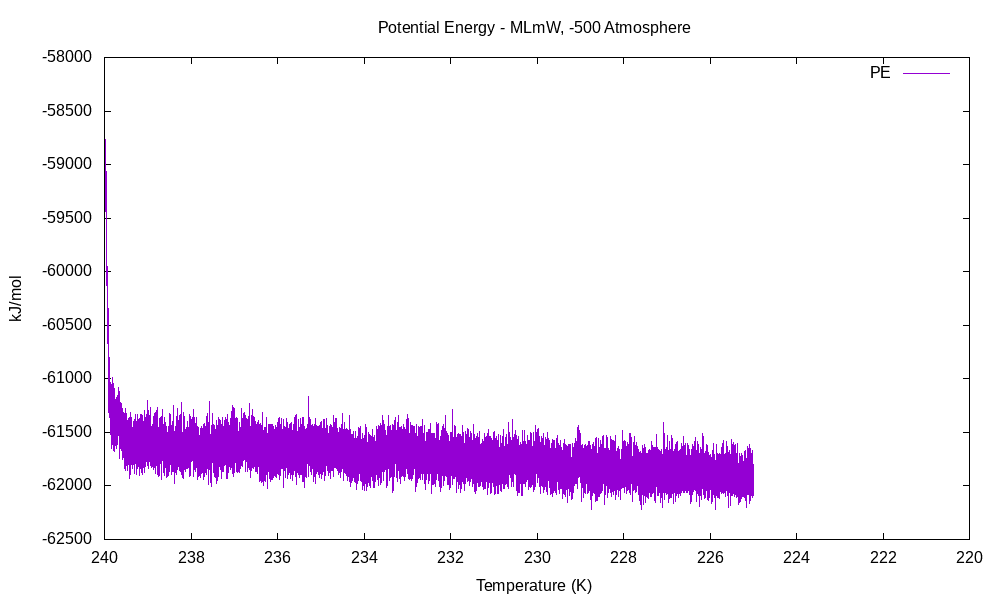 Potential Energy - MLmW, -500 Atmosphere
-58000
PE
-58500
-59000
-59500
-60000
kJ/mol
-60500
-61000
-61500
-62000
-62500
240 238 236 234 232 230 228 226 224 222 220
Temperature (K)